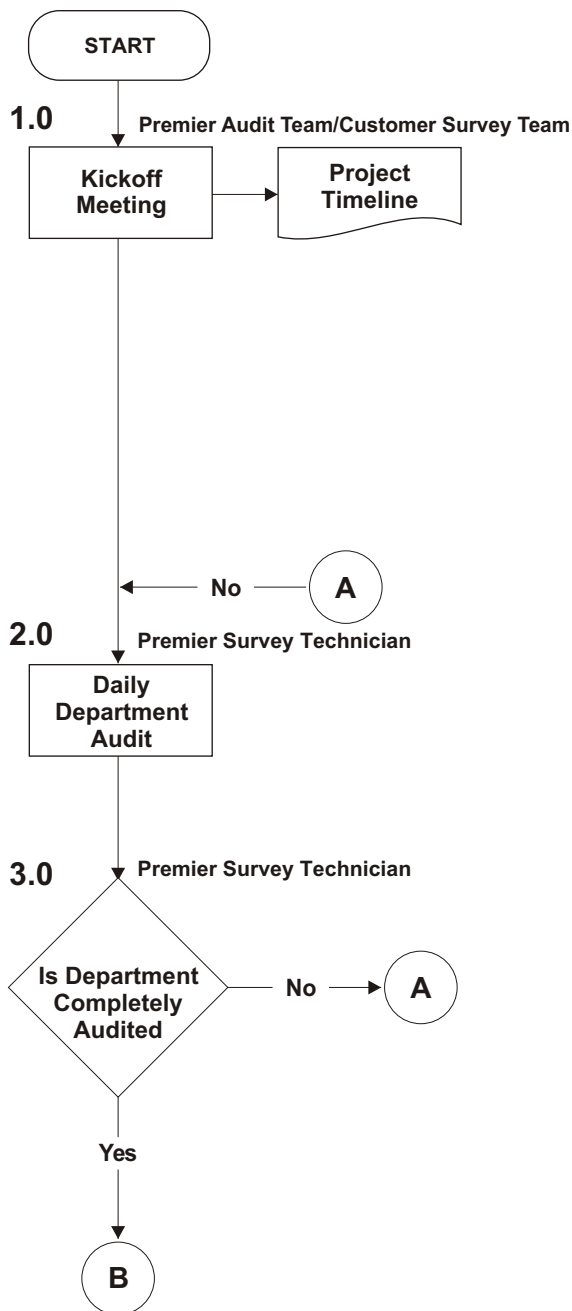 START
1.0
Premier Audit Team/Customer Survey Team
Kickoff
Meeting
Project
Timeline
No
A
2.0
Premier Survey Technician
Daily
Department
Audit
3.0
Premier Survey Technician
Is Department
Completely
Audited
No
A
Yes
B